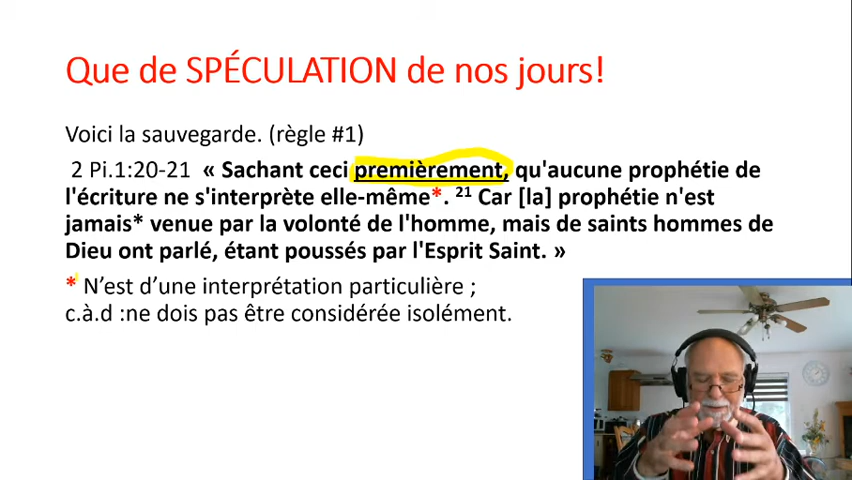 Que de SPÉCULATION de nos jours!
Voici la sauvegarde. (règle #1)
2 Pi.1:20-21 « Sachant ceci premièrement, qu'aucune prophétie de
l'écriture ne s'interprète elle-même*. 21 Car [la] prophétie n'est
jamais* venue par la volonté de l'homme, mais de saints hommes de
Dieu ont parlé, étant poussés par l'Esprit Saint. »
* N'est d'une interprétation particulière ;
c.à.d :ne dois pas être considérée isolément.